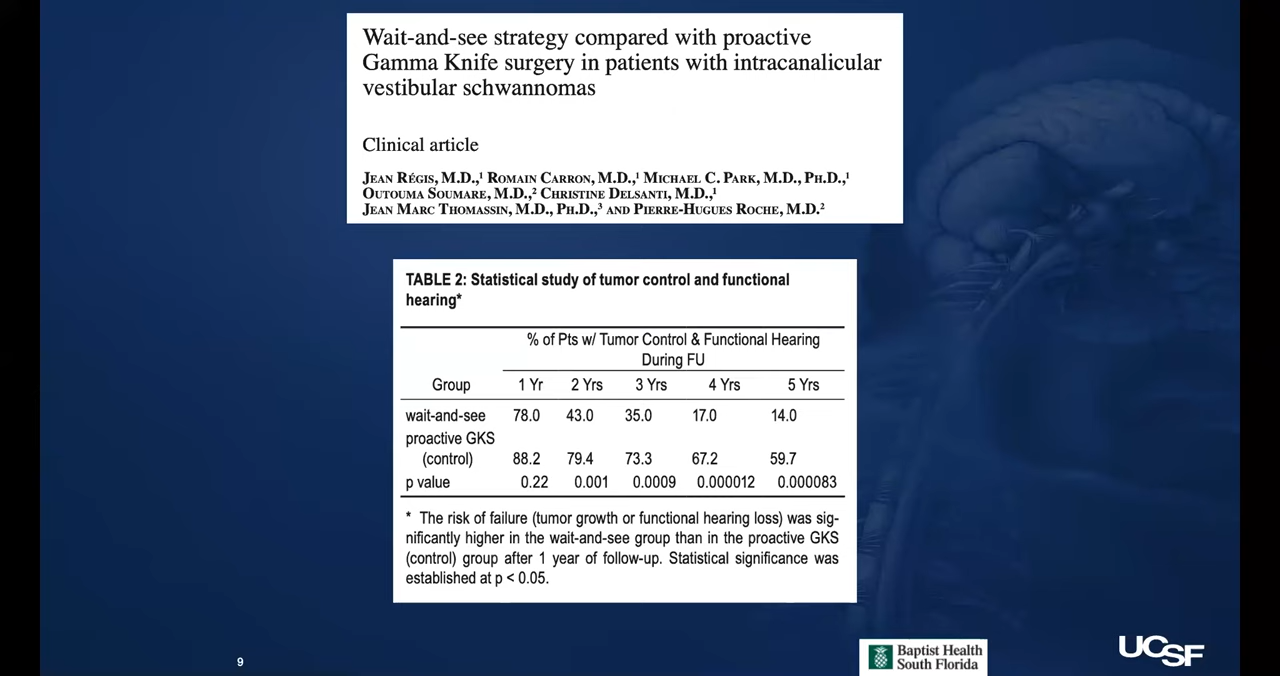 Wait-and-see strategy compared with proactive
Gamma Knife surgery in patients with intracanalicular
vestibular schwannomas
Clinical article
JEAN RÉGIS, M.D.,1 ROMAIN CARRON, M.D.,1 MICHAEL C. PARK, M.D., PH.D.,1
OUTOUMA SOUMARE, M.D.,2 CHRISTINE DELSANTI, M.D.,1
JEAN MARC THOMASSIN, M.D., PH.D.,3 AND PIERRE-HUGUES ROCHE, M.D.2
TABLE 2: Statistical study of tumor control and functional
hearing*
% of Pts w/ Tumor Control & Functional Hearing
During FU
Group 1 Yr 2 Yrs 3 Yrs 4 Yrs 5 Yrs
wait-and-see 78.0 43.0 35.0 17.0 14.0
proactive GKS
(control) 88.2 79.4 73.3 67.2 59.7
p value 0.22 0.001 0.0009 0.000012 0.000083
* The risk of failure (tumor growth or functional hearing loss) was sig-
nificantly higher in the wait-and-see group than in the proactive GKS
(control) group after 1 year of follow-up. Statistical significance was
established at p < 0.05.
9
Baptist Health
South Florida
UCSF